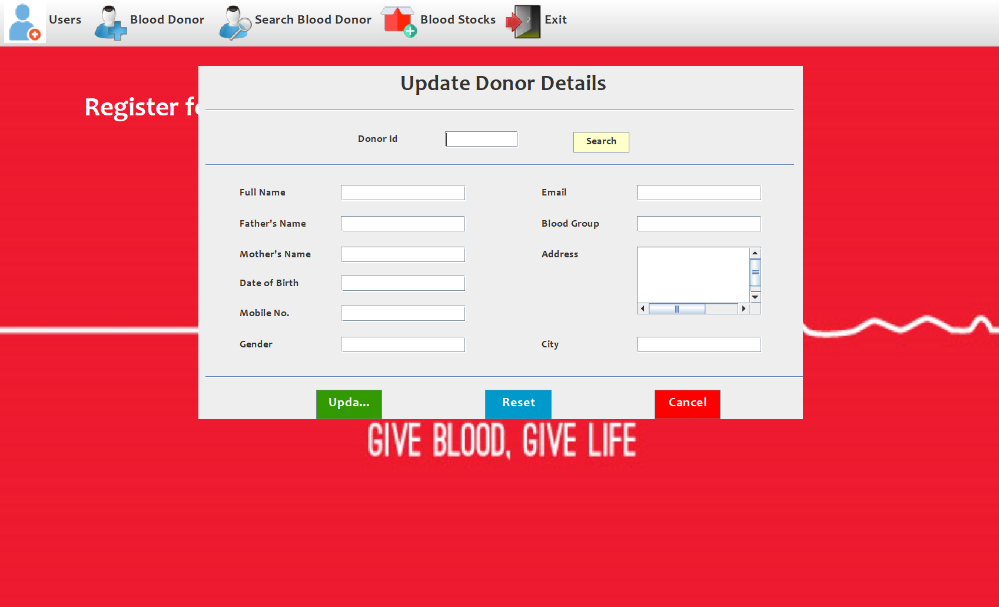 Users Blood Donor Search Blood Donor Blood Stocks Exit
Update Donor Details
Register
Donor Id Search
Full Name Email
Father's Name Blood Group
Mother's Name Address
Date of Birth
Mobile No.
Gender City
Upda... Reset Cancel
GIVE BLOOD, GIVE LIFE